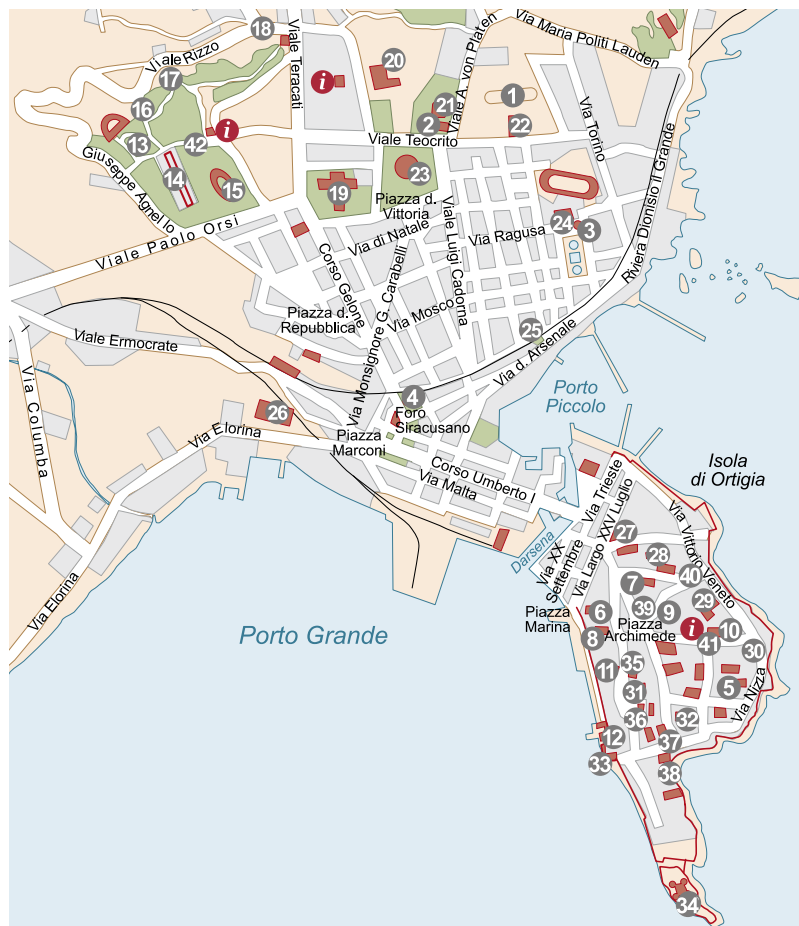 Via Maria Politi Lauden
18
Viale Rizzo
Viale Teracati
Viale A. von Platen
20
17
i
1
16
21
Via Torino
2
22
i
13
42
Viale Teocrito
Giuseppe Agnello
14
15
19
23
Piazza d.
Vittoria
Viale Paolo Orsi
Via di Natale
Via Ragusa
24
3
Riviera Dionisio il Grande
Corso Gelone
Viale Luigi Cadorna
Via Monsignore G. Carabelli
Piazza d.
Repubblica
Via Mosco
25
Via d. Arsenale
Viale Ermocrate
Via Columba
4
Porto
Piccolo
26
Foro
Siracusano
Via Elorina
Piazza
Marconi
Corso Umberto I
Via Malta
Isola
di Ortigia
Via Trieste
Via Largo XXV Luglio
Via Vittorio Veneto
27
Darsena
Via XX
Settembre
28
40
7
29
Via Elorina
Piazza
Marina
6
39
9
Piazza
Archimede
i
10
Porto Grande
8
41
30
35
11
5
31
Via Nizza
36
32
12
37
33
38
34